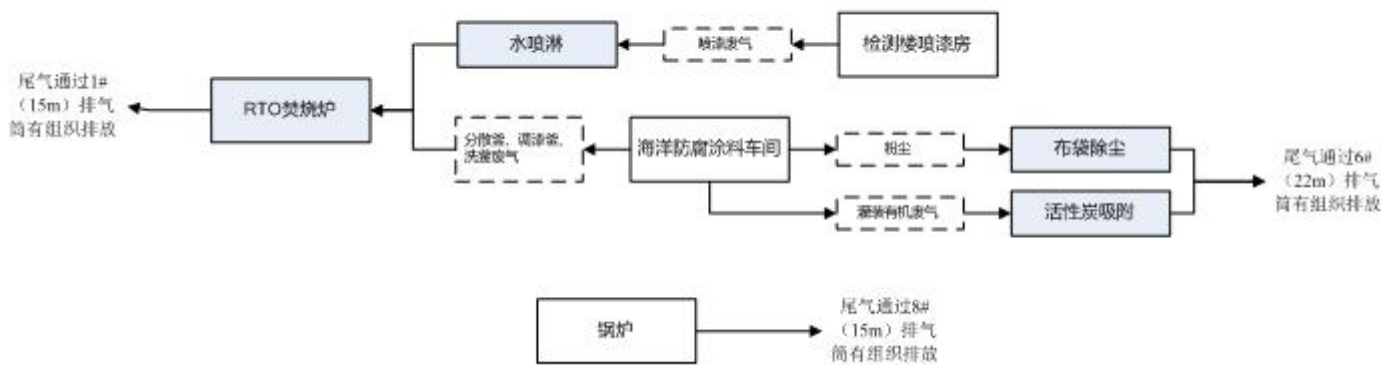 水喷淋
喷漆废气
检测楼喷漆房
尾气通过1#
（15m）排气
筒有组织排放
RTO焚烧炉
分散釜、调漆釜、
洗釜废气
海洋防腐涂料车间
粉尘
布袋除尘
灌装有机废气
活性炭吸附
尾气通过6#
（22m）排气
筒有组织排放
锅炉
尾气通过8#
（15m）排气
筒有组织排放